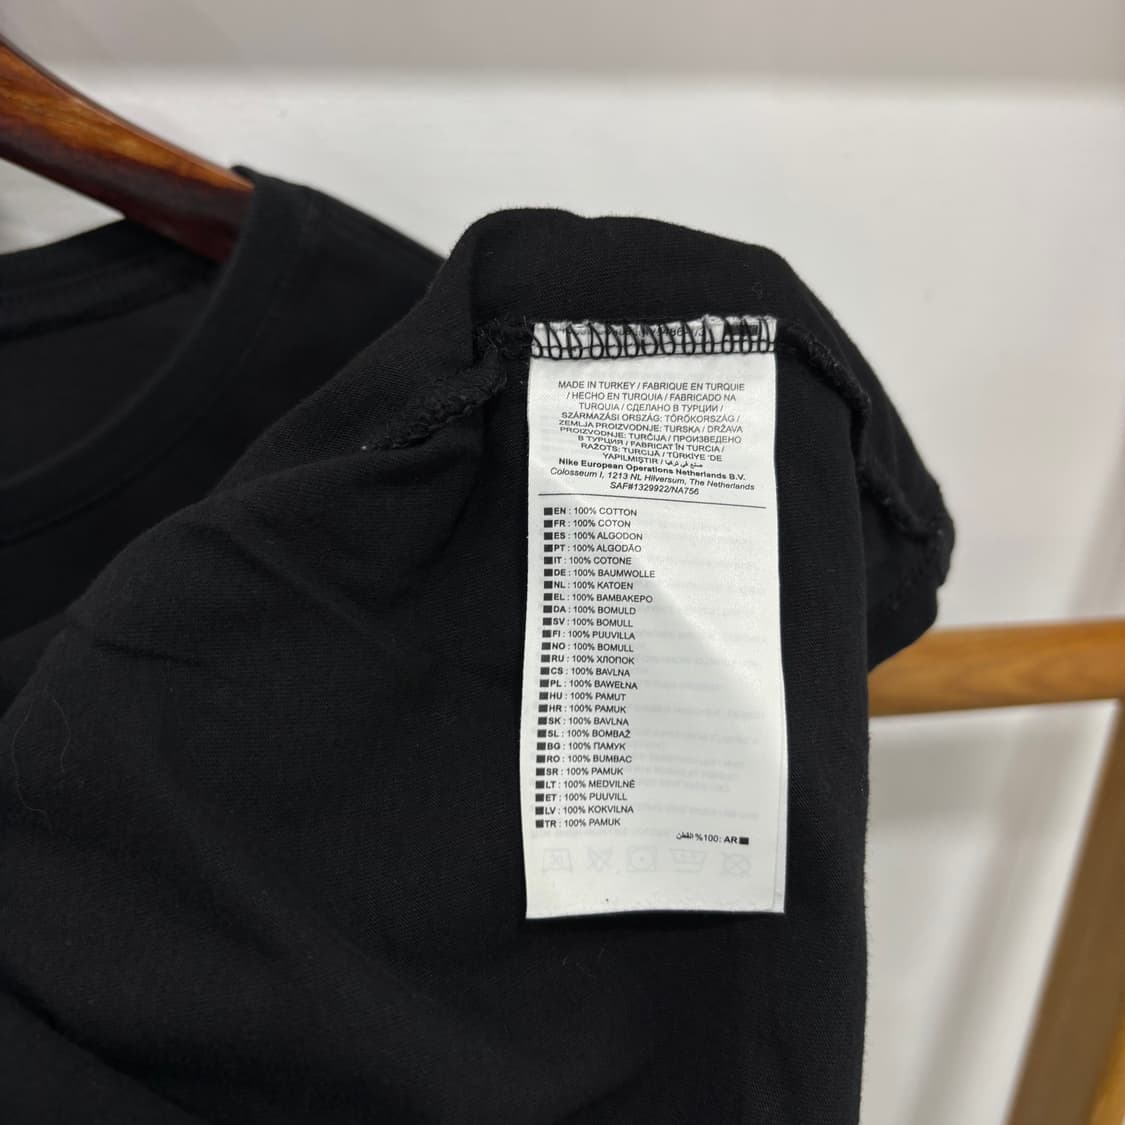 MADE IN TURKEY / FABRIQUE EN TURQUIE
/ HECHO EN TURQUIA / FABRICADO NA
TURQUIA / СДЕЛАНО В ТУРЦИИ /
SZÁRMAZÁSI ORSZÁG: TÖRÖKORSZÁG /
ZEMLJA PROIZVODNJE: TURSKA / DRŽAVA
PROIZVODNJE: TURČIJA / ПРОИЗВЕДЕНО
В ТУРЦИЯ / FABRICAT ÎN TURCIA /
RAŽOTS: TURCIJĀ / TÜRKİYE 'DE
YAPILMIŞTIR / صنع في تركيا
Nike European Operations Netherlands B.V.
Colosseum I, 1213 NL Hilversum, The Netherlands
SAF#1329922/NA756
EN : 100% COTTON
FR : 100% COTON
ES : 100% ALGODON
PT : 100% ALGODÃO
IT : 100% COTONE
DE : 100% BAUMWOLLE
NL : 100% KATOEN
EL : 100% ΒΑΜΒΑΚΕΡΟ
DA : 100% BOMULD
SV : 100% BOMULL
FI : 100% PUUVILLA
NO : 100% BOMULL
RU : 100% ХЛОПОК
CS : 100% BAVLNA
PL : 100% BAWEŁNA
HU : 100% PAMUT
HR : 100% PAMUK
SK : 100% BAVLNA
SL : 100% BOMBAŽ
BG : 100% ПАМУК
RO : 100% BUMBAC
SR : 100% PAMUK
LT : 100% MEDVILNĖ
ET : 100% PUUVILL
LV : 100% KOKVILNA
TR : 100% PAMUK
AR :100% القطن